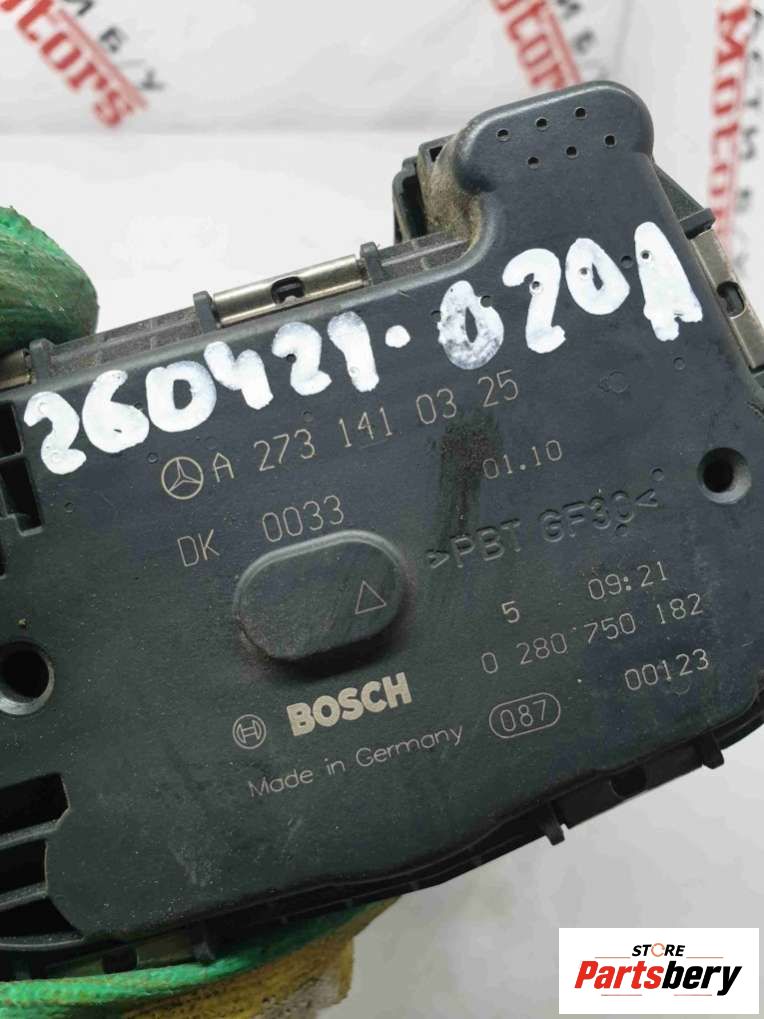 260421-020A
A 273 141 03 25
01.10
DK 0033
>PBT GF30<
5 09:21
0 280 750 182
00123
BOSCH
087
Made in Germany
STORE
Partsbery